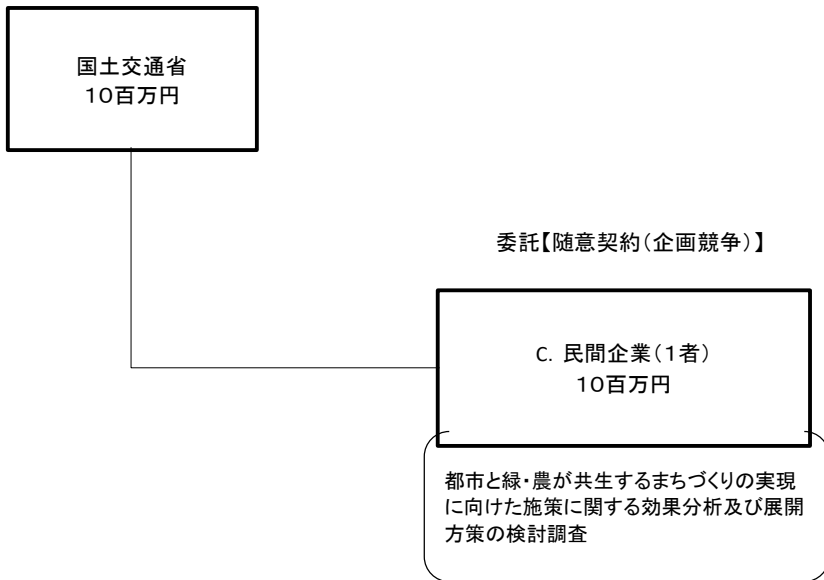 国土交通省
10百万円
委託【随意契約(企画競争)】
C. 民間企業(1者)
10百万円
都市と緑・農が共生するまちづくりの実現
に向けた施策に関する効果分析及び展開
方策の検討調査